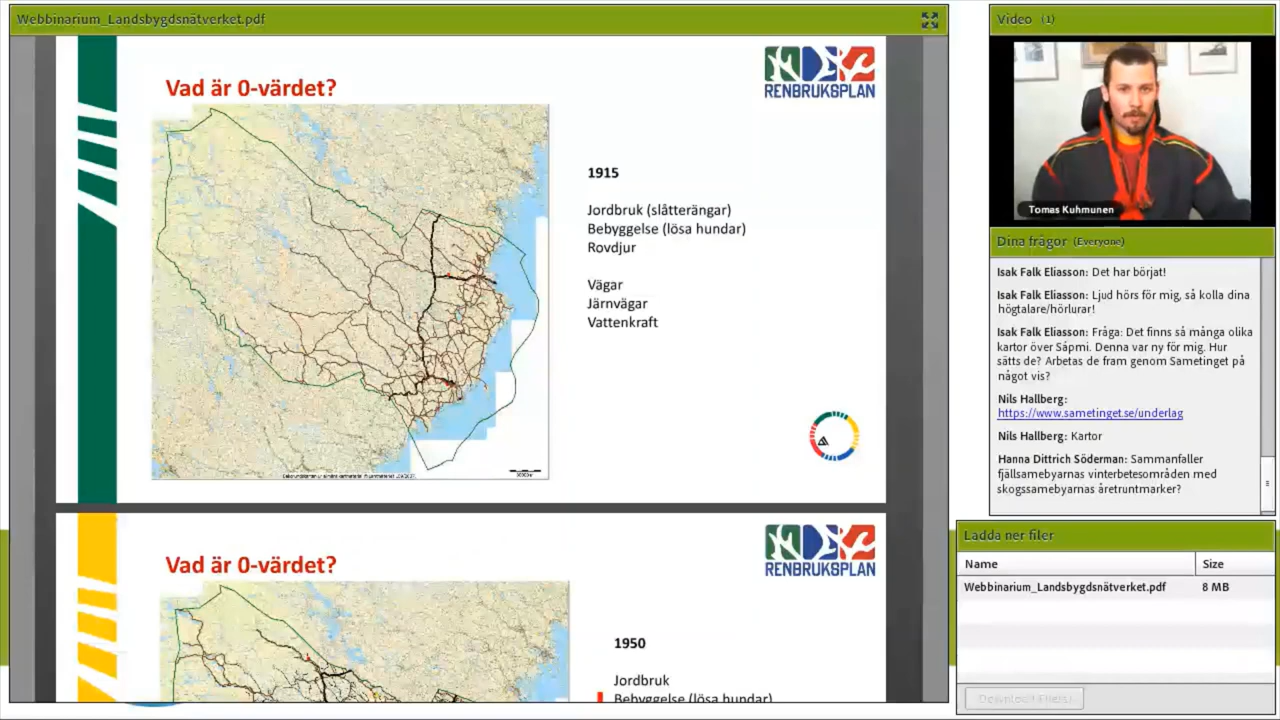 Webbinarium_Landsbygdsnätverket.pdf
Vad är 0-värdet?
RENBRUKSPLAN
1915
Jordbruk (slåtterängar)
Bebyggelse (lösa hundar)
Rovdjur
Vägar
Järnvägar
Vattenkraft
Vad är 0-värdet?
RENBRUKSPLAN
1950
Jordbruk
Bebyggelse (lösa hundar)
Video (1)
Tomas Kuhmunen
Dina frågor (Everyone)
Isak Falk Eliasson: Det har börjat!
Isak Falk Eliasson: Ljud hörs för mig, så kolla dina
högtalare/hörlurar!
Isak Falk Eliasson: Fråga: Det finns så många olika
kartor över Sápmi. Denna var ny för mig. Hur
sätts de? Arbetas de fram genom Sametinget på
något vis?
Nils Hallberg:
https://www.sametinget.se/underlag
Nils Hallberg: Kartor
Hanna Dittrich Söderman: Sammanfaller
fjällsamebyarnas vinterbetesområden med
skogssamebyarnas åretruntmarker?
Ladda ner filer
Name Size
Webbinarium_Landsbygdsnätverket.pdf 8 MB
Download File(s)